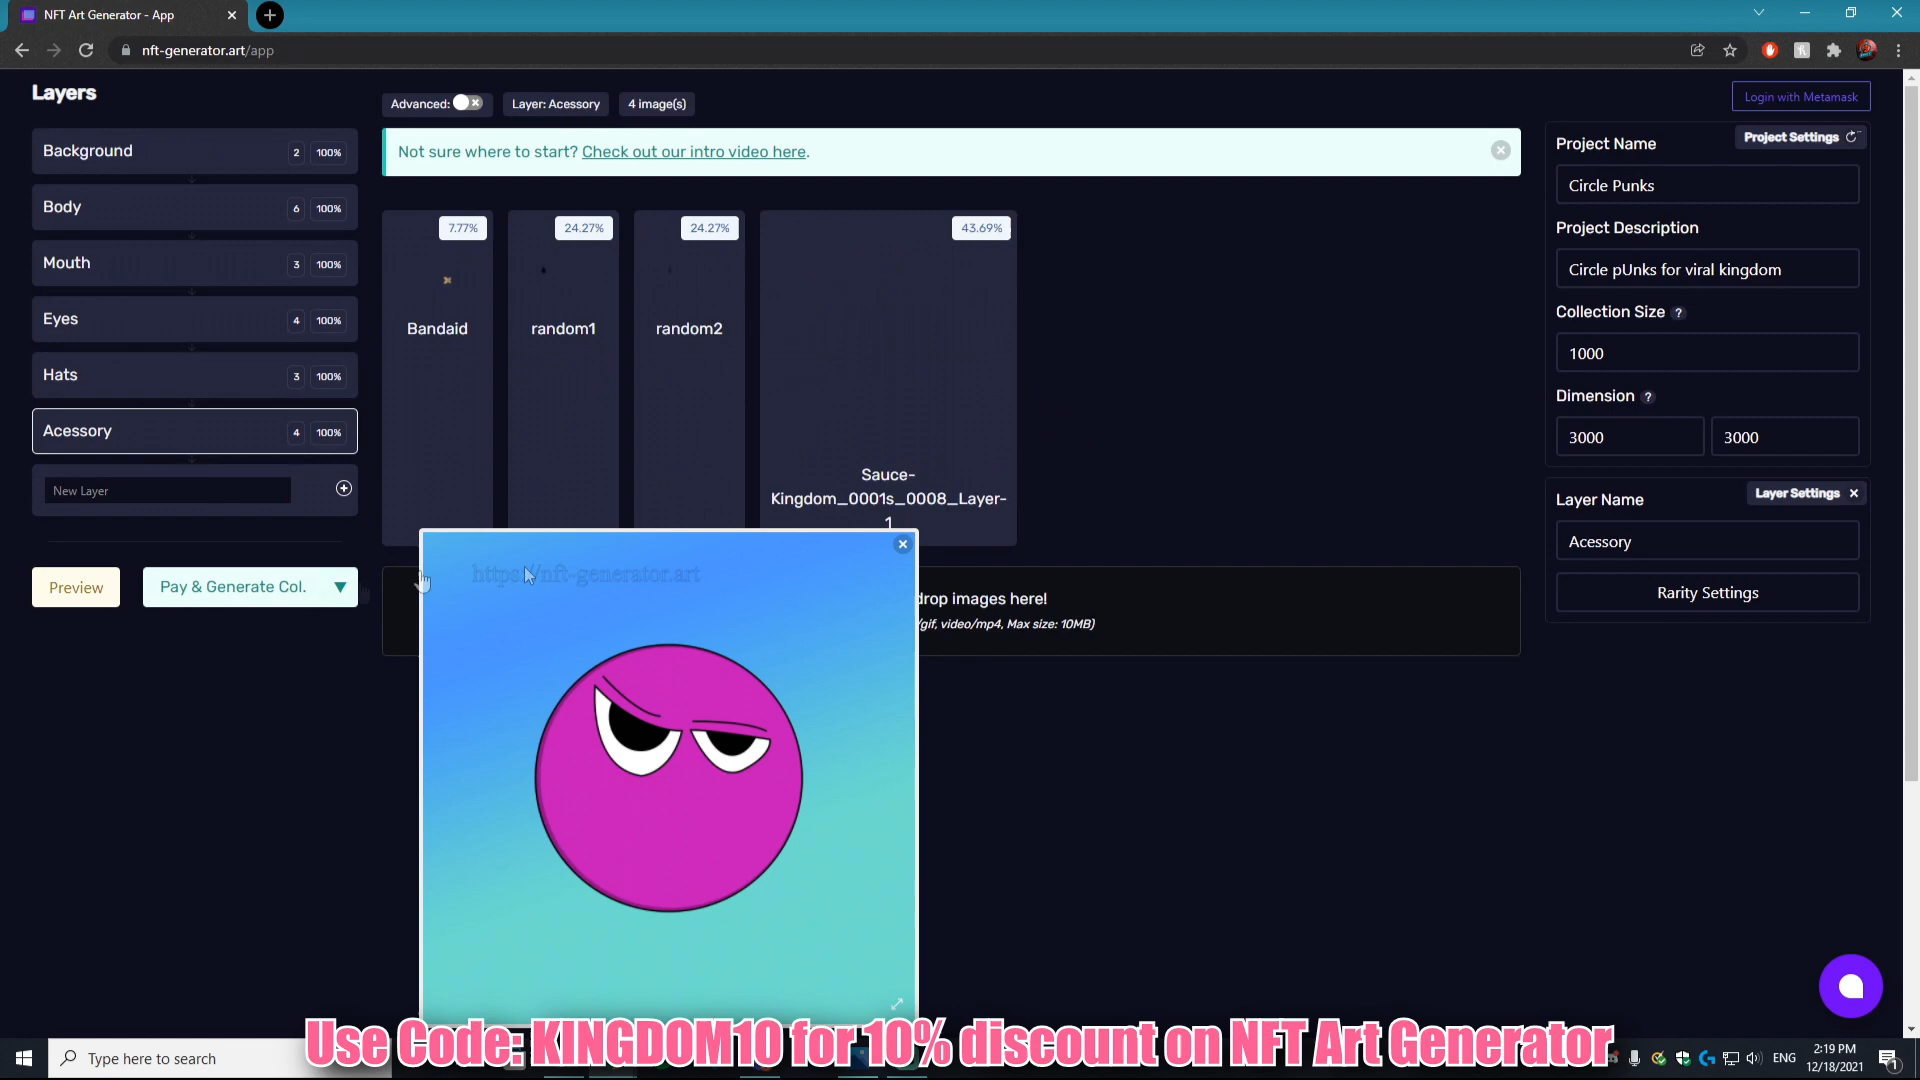 NFT Art Generator - App
nft-generator.art/app
Layers
Advanced:
Layer: Acessory
4 image(s)
Login with Metamask
Background 2 100%
Body 6 100%
Mouth 3 100%
Eyes 4 100%
Hats 3 100%
Acessory 4 100%
New Layer
Preview
Pay & Generate Col.
Not sure where to start? Check out our intro video here.
7.77%
24.27%
24.27%
43.69%
Bandaid
random1
random2
Sauce-
Kingdom_0001s_0008_Layer-
1
https://nft-generator.art
drop images here!
/gif, video/mp4, Max size: 10MB)
Project Name
Project Settings
Circle Punks
Project Description
Circle pUnks for viral kingdom
Collection Size ?
1000
Dimension ?
3000
3000
Layer Name
Layer Settings
Acessory
Rarity Settings
Use Code: KINGDOM10 for 10% discount on NFT Art Generator
Type here to search
ENG
2:19 PM
12/18/2021
1